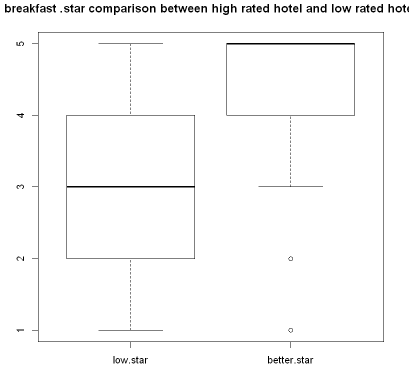 breakfast .star comparison between high rated hotel and low rated hote
5
4
3
2
1
low.star better.star